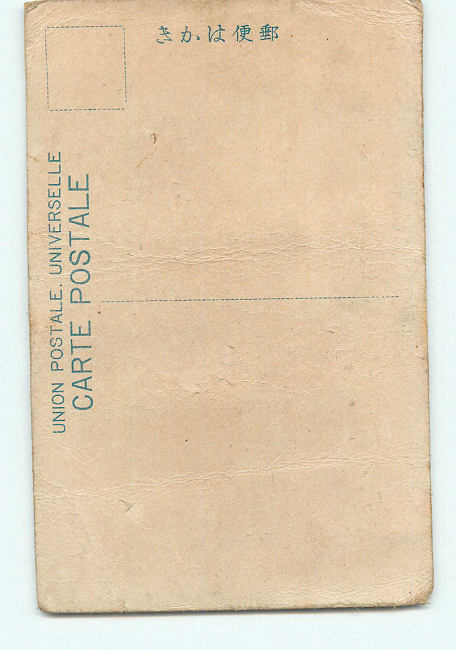 郵便はかき
UNION POSTALE. UNIVERSELLE
CARTE POSTALE